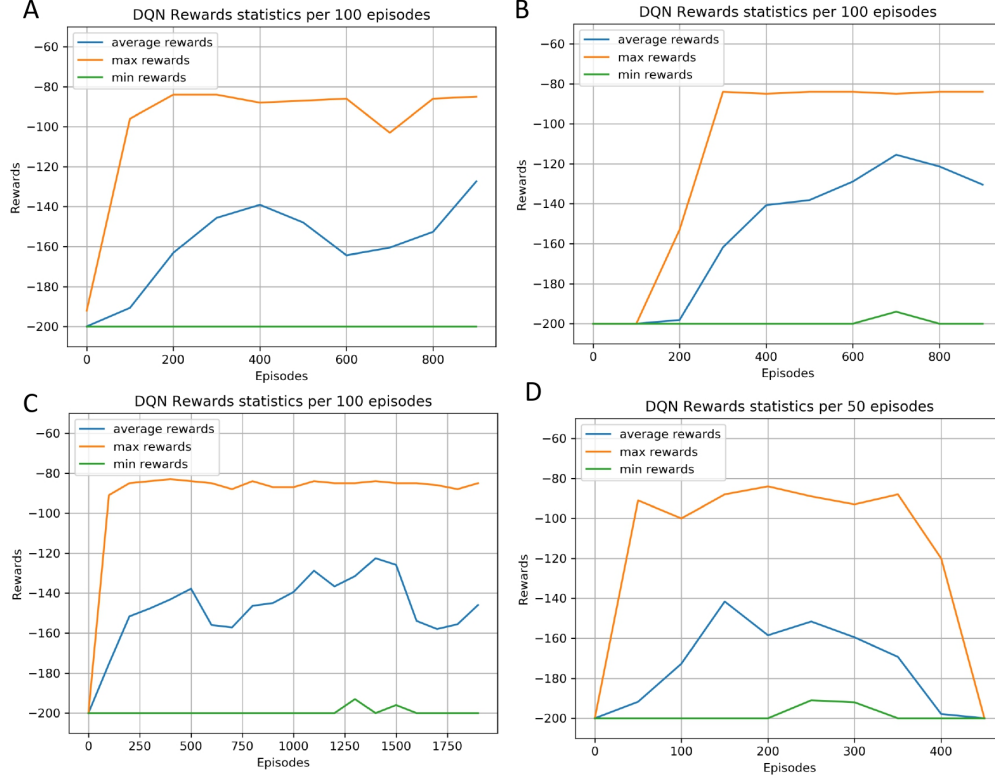 A
DQN Rewards statistics per 100 episodes
average rewards
max rewards
min rewards
−60
−80
−100
−120
−140
−160
−180
−200
Rewards
0 200 400 600 800
Episodes
B
DQN Rewards statistics per 100 episodes
average rewards
max rewards
min rewards
−60
−80
−100
−120
−140
−160
−180
−200
Rewards
0 200 400 600 800
Episodes
C
DQN Rewards statistics per 100 episodes
average rewards
max rewards
min rewards
−60
−80
−100
−120
−140
−160
−180
−200
Rewards
0 250 500 750 1000 1250 1500 1750
Episodes
D
DQN Rewards statistics per 50 episodes
average rewards
max rewards
min rewards
−60
−80
−100
−120
−140
−160
−180
−200
Rewards
0 100 200 300 400
Episodes